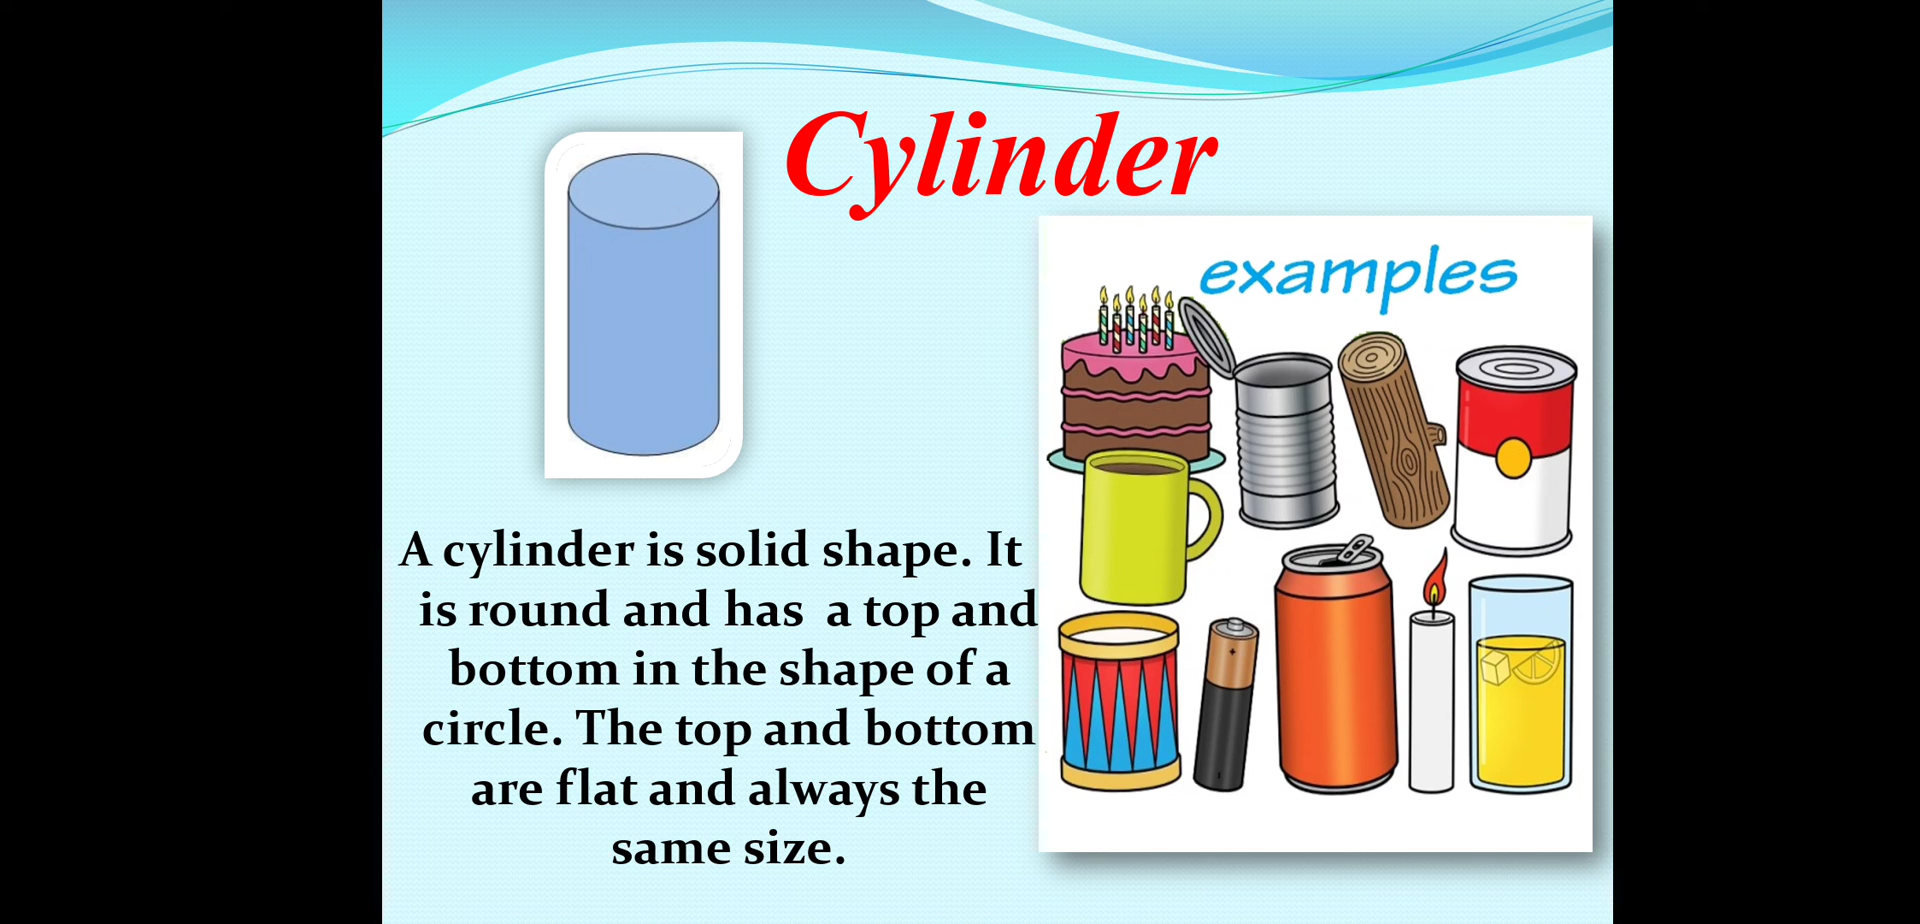 Cylinder
examples
A cylinder is solid shape. It
is round and has a top and
bottom in the shape of a
circle. The top and bottom
are flat and always the
same size.